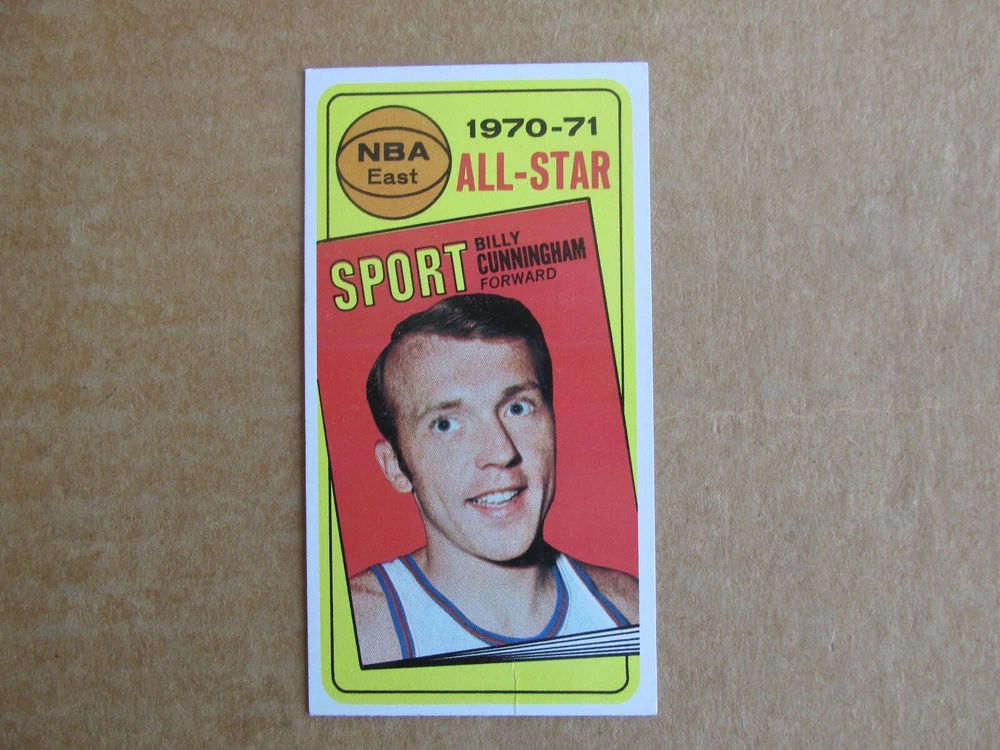 NBA
East
1970-71
ALL-STAR
SPORT
BILLY
CUNNINGHAM
FORWARD